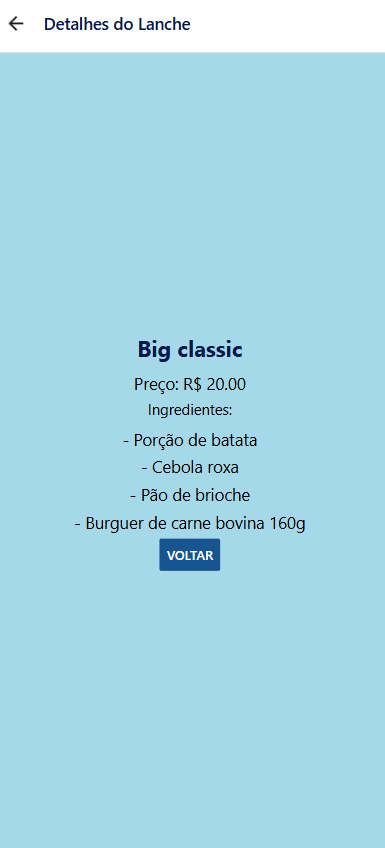 Detalhes do Lanche
Big classic
Preço: R$ 20.00
Ingredientes:
- Porção de batata
- Cebola roxa
- Pão de brioche
- Burguer de carne bovina 160g
VOLTAR